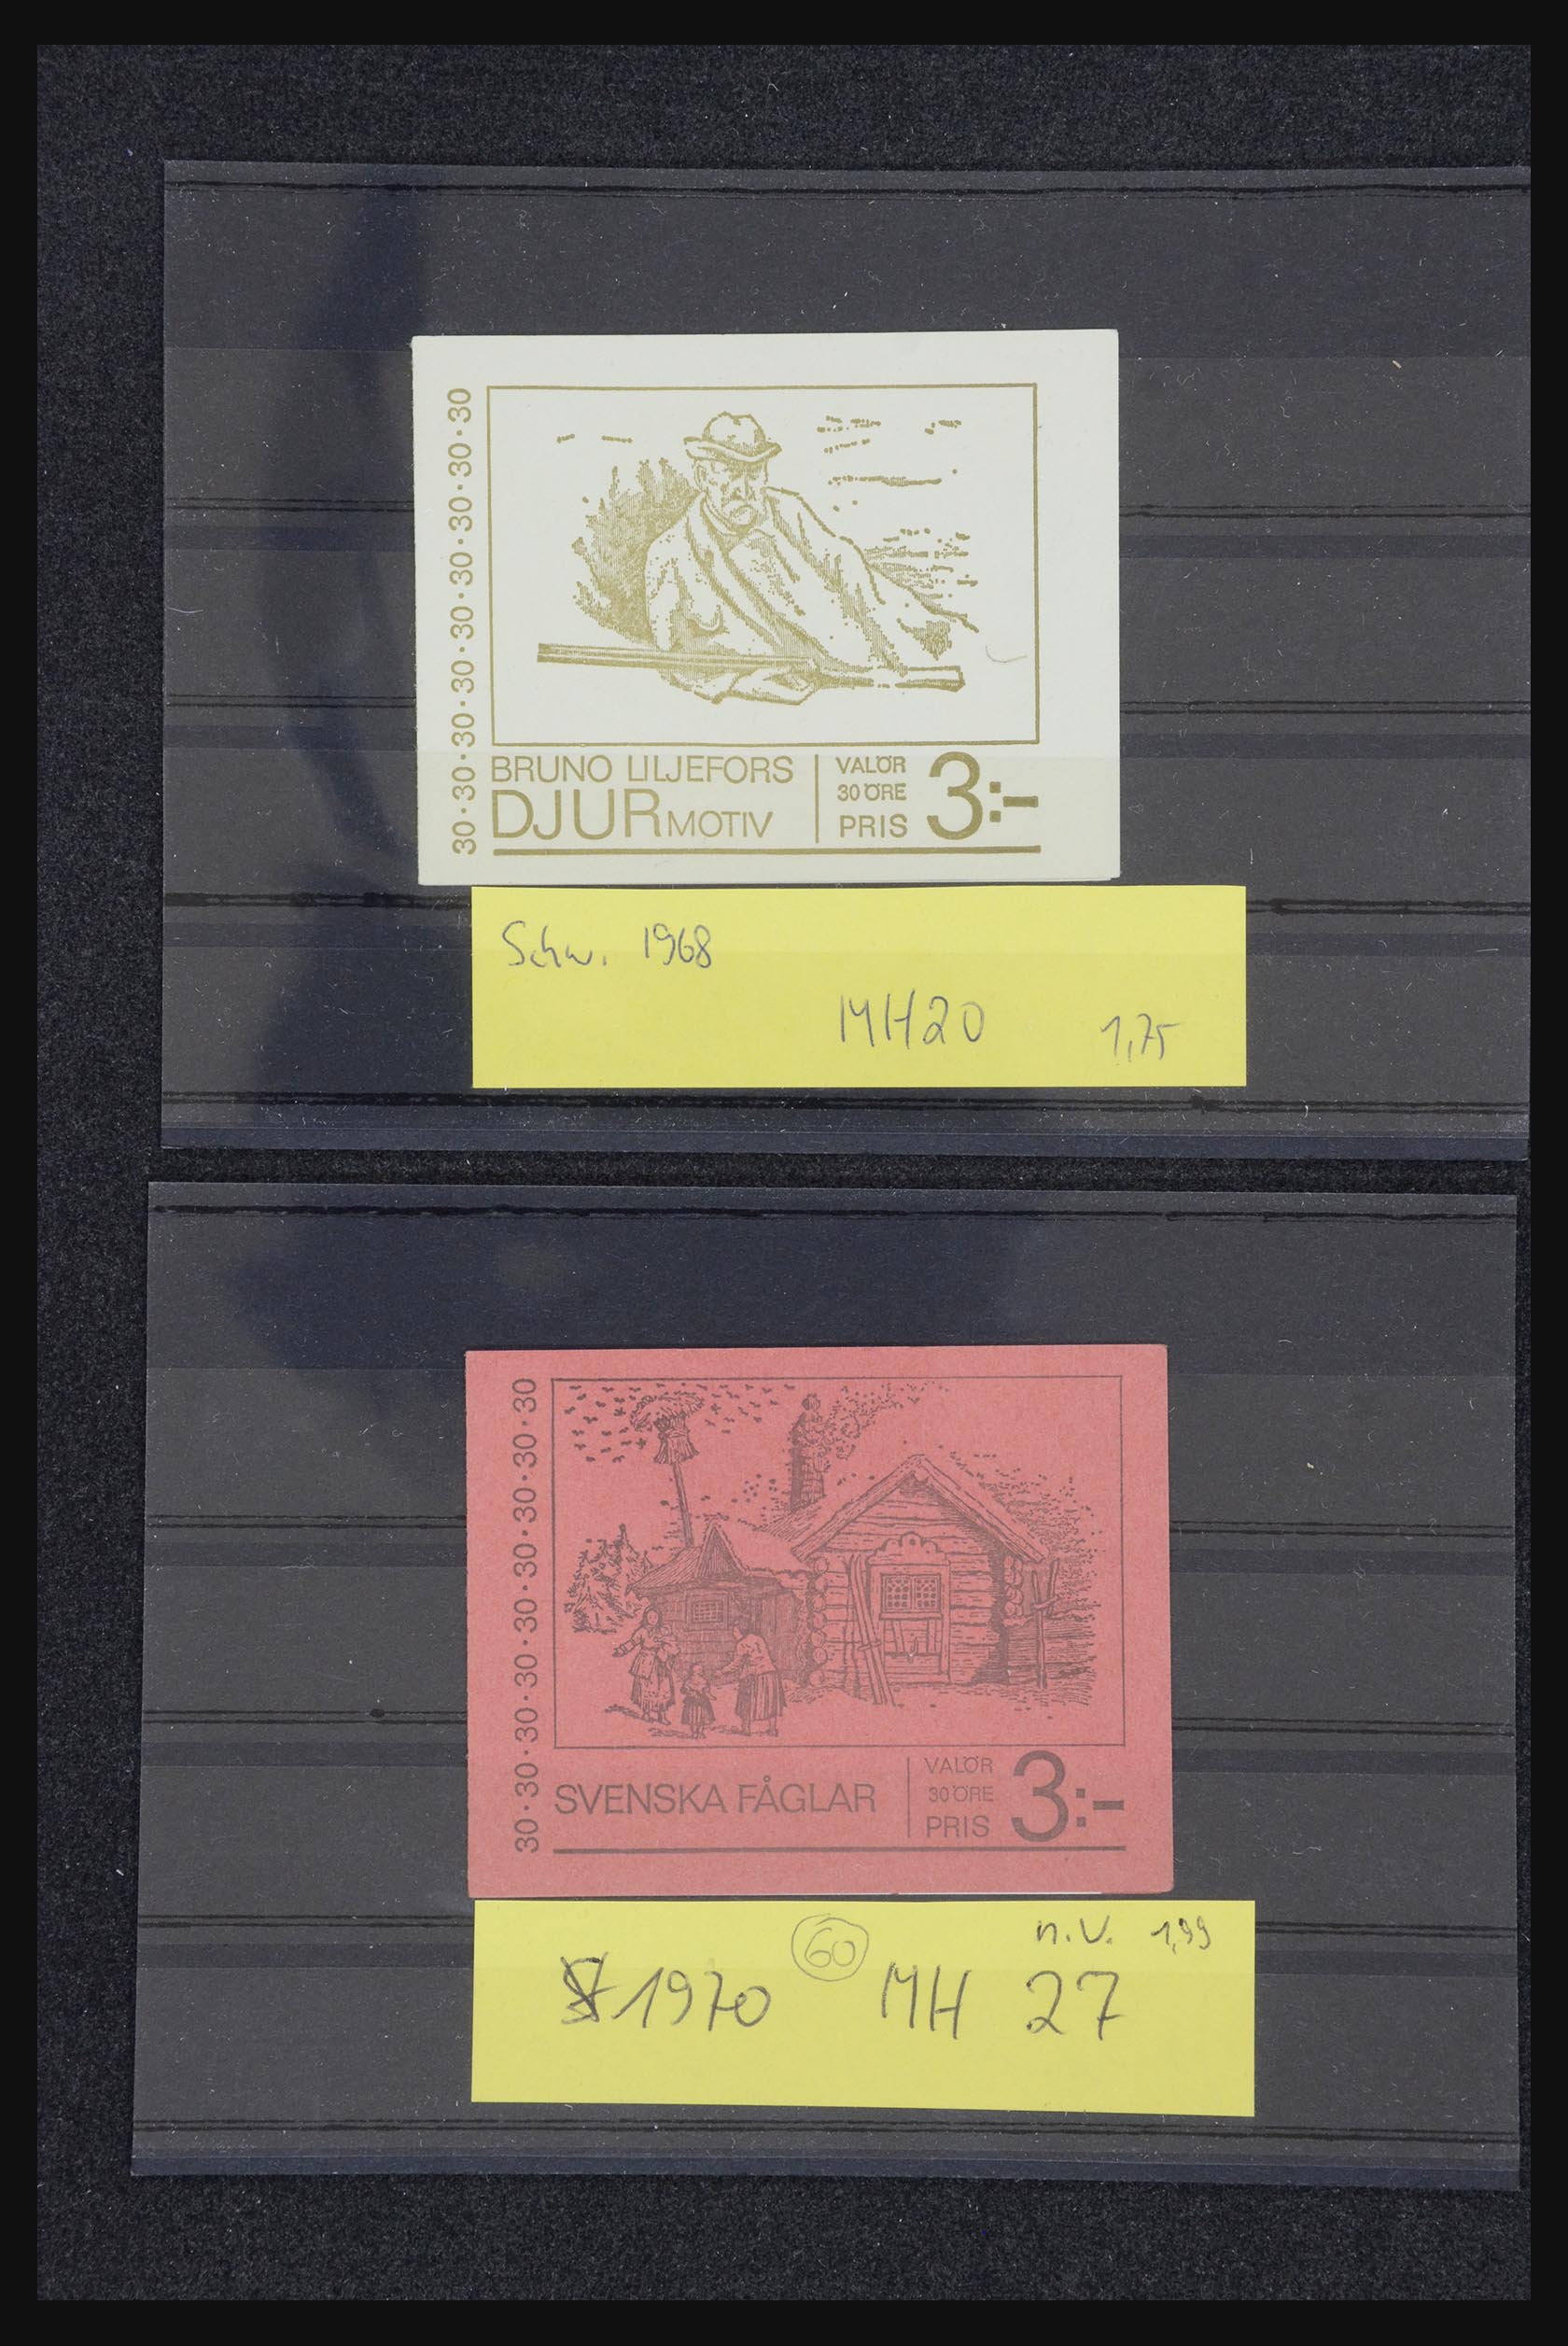 30·30·30·30·30·30·30·30·30
BRUNO LILJEFORS
DJURMOTIV
VALÖR
30 ÖRE
PRIS
3:-
Schw. 1968
MH20 1,75
30·30·30·30·30·30·30·30·30
SVENSKA FÅGLAR
VALÖR
30 ÖRE
PRIS
3:-
n.V. 1,99
60
1970 MH 27